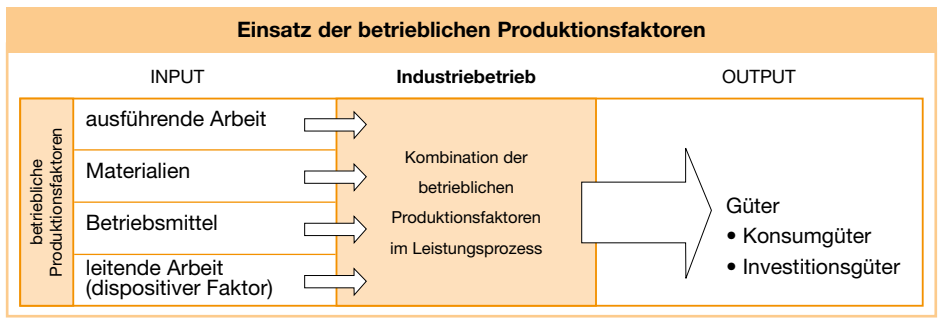 Einsatz der betrieblichen Produktionsfaktoren
INPUT
Industriebetrieb
OUTPUT
betriebliche
Produktionsfaktoren
ausführende Arbeit
Materialien
Betriebsmittel
leitende Arbeit
(dispositiver Faktor)
Kombination der
betrieblichen
Produktionsfaktoren
im Leistungsprozess
Güter
• Konsumgüter
• Investitionsgüter